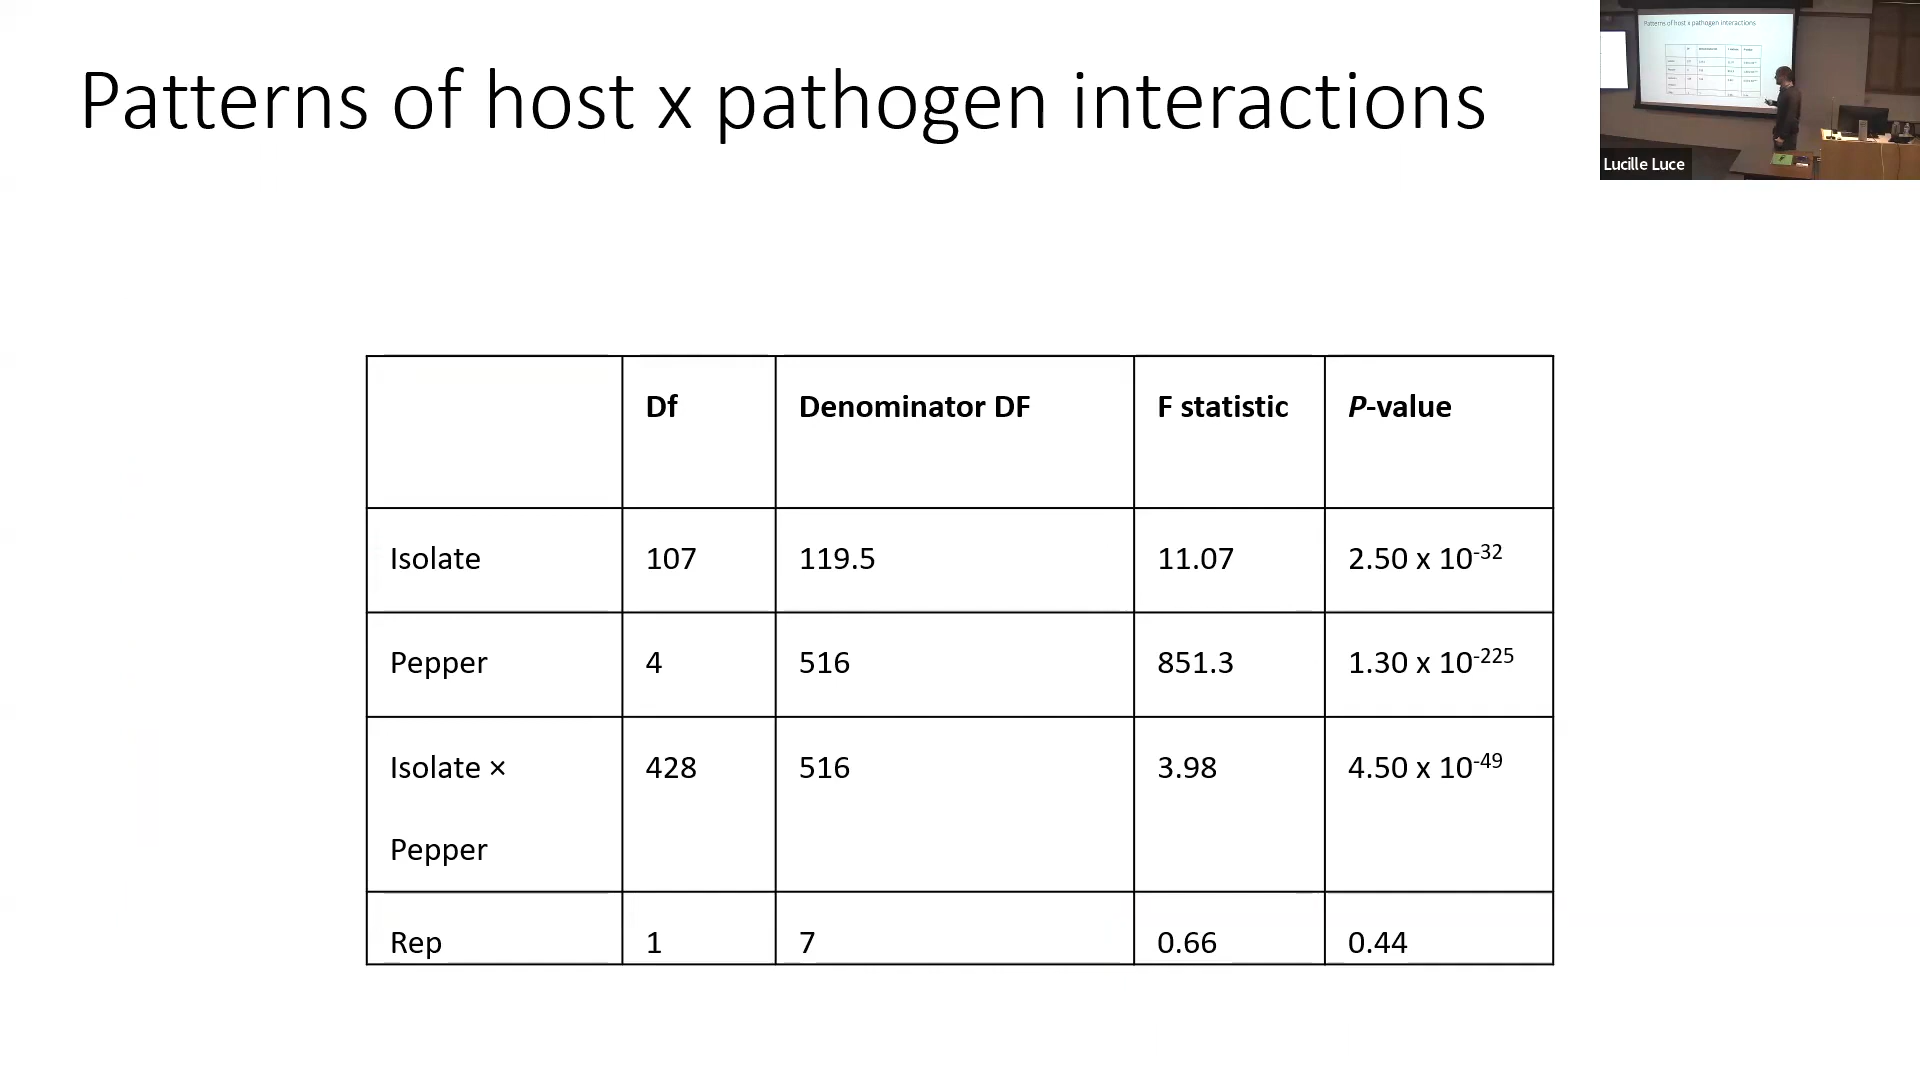 Patterns of host x pathogen interactions
Lucille Luce
Df Denominator DF F statistic P-value
Isolate 107 119.5 11.07 2.50 x 10-32
Pepper 4 516 851.3 1.30 x 10-225
Isolate × 428 516 3.98 4.50 x 10-49
Pepper
Rep 1 7 0.66 0.44